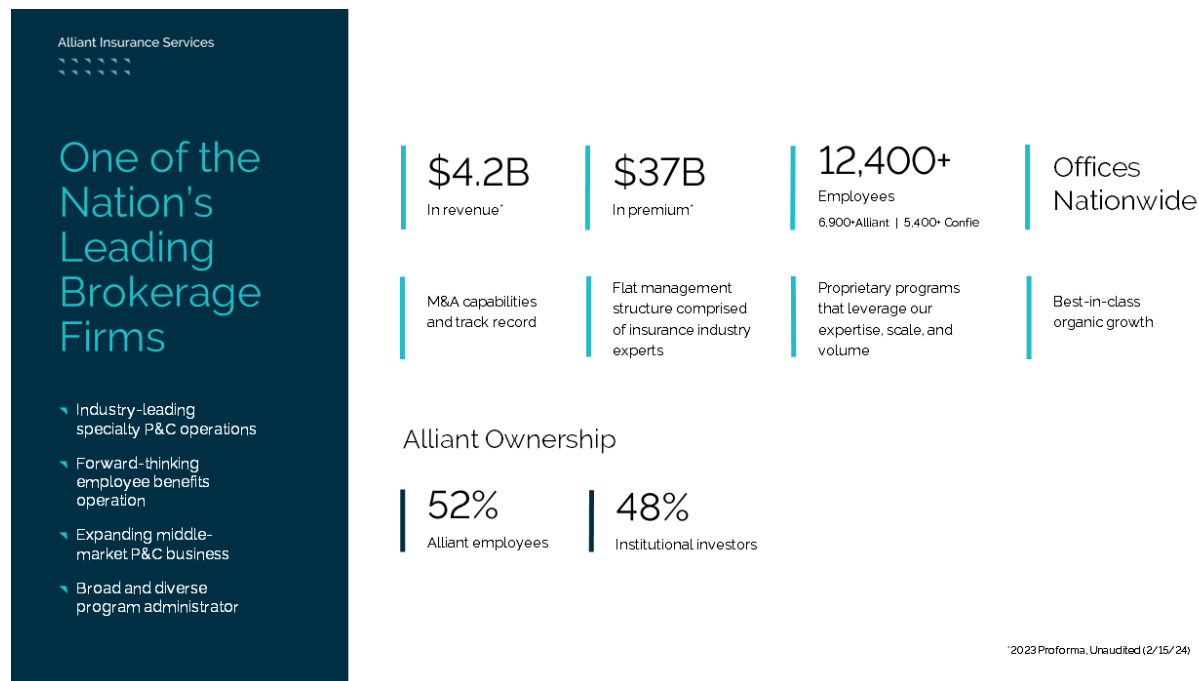 Alliant Insurance Services
One of the
Nation's
Leading
Brokerage
Firms
Industry-leading
specialty P&C operations
Forward-thinking
employee benefits
operation
Expanding middle-
market P&C business
Broad and diverse
program administrator
$4.2B
In revenue*
$37B
In premium*
12,400+
Employees
6,900+Alliant | 5,400+ Confie
Offices
Nationwide
M&A capabilities
and track record
Flat management
structure comprised
of insurance industry
experts
Proprietary programs
that leverage our
expertise, scale, and
volume
Best-in-class
organic growth
Alliant Ownership
52%
Alliant employees
48%
Institutional investors
*2023 Proforma, Unaudited (2/15/24)